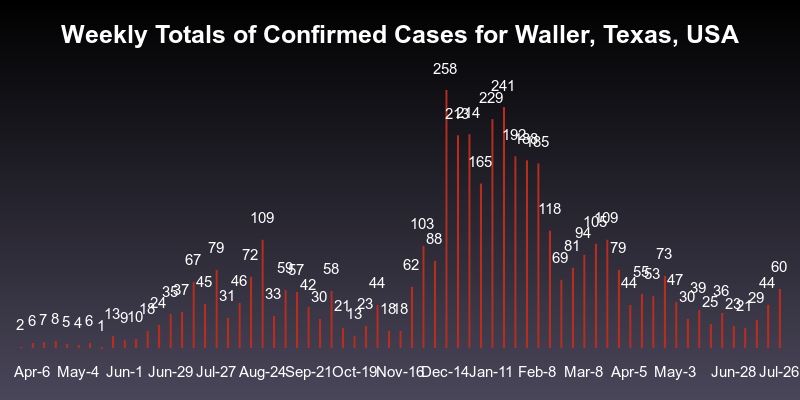 Weekly Totals of Confirmed Cases for Waller, Texas, USA
2 6 7 8 5 4 6 1 13 9 10 18 24 35 37 67 45 79 31 46 72 109 33 59 57 42 30 58 21 13 23 44 18 18 62 103 88 258 213 214 165 229 241 192 188 185 118 69 81 94 105 109 79 44 55 53 73 47 30 39 25 36 23 21 29 44 60
Apr-6 May-4 Jun-1 Jun-29 Jul-27 Aug-24 Sep-21 Oct-19 Nov-16 Dec-14 Jan-11 Feb-8 Mar-8 Apr-5 May-3 Jun-28 Jul-26